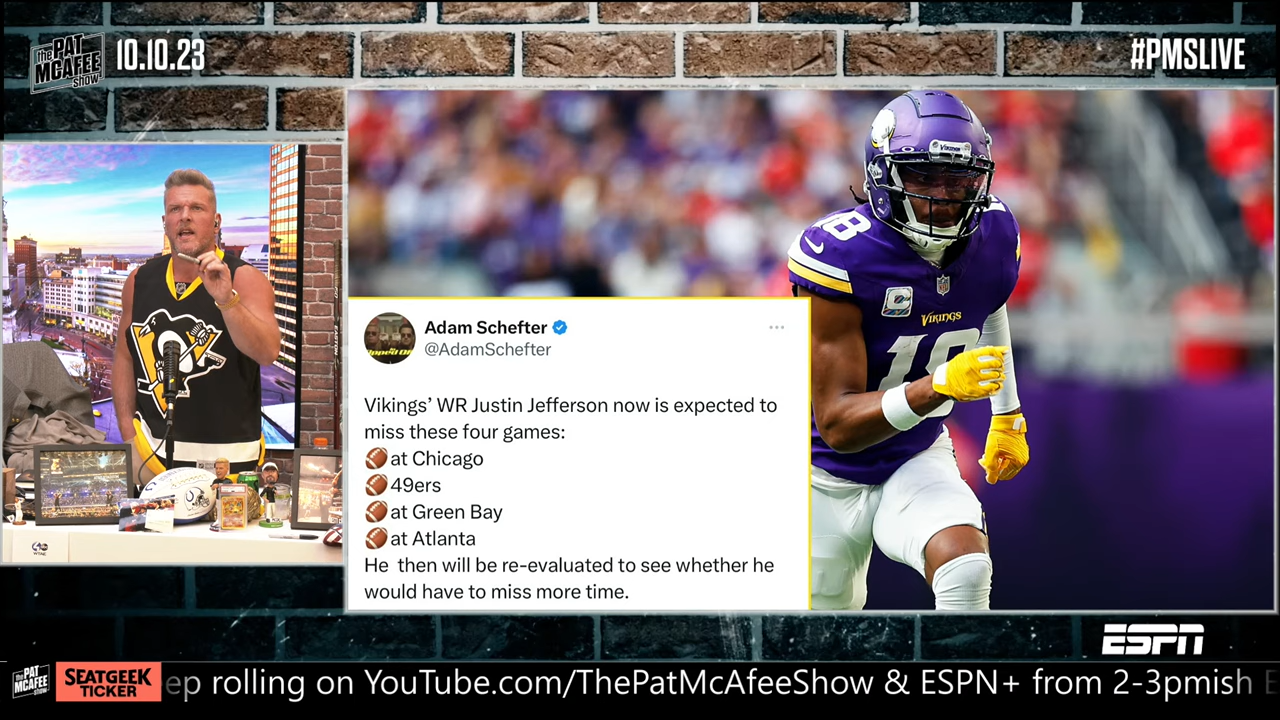 the PAT MCAFEE show
10.10.23
#PMSLIVE
VIKINGS
18
18
Adam Schefter
@AdamSchefter
Vikings' WR Justin Jefferson now is expected to
miss these four games:
🏈 at Chicago
🏈 49ers
🏈 at Green Bay
🏈 at Atlanta
He then will be re-evaluated to see whether he
would have to miss more time.
ESPN
the PAT MCAFEE show
SEATGEEK
TICKER
ep rolling on YouTube.com/ThePatMcAfeeShow & ESPN+ from 2-3pmish E